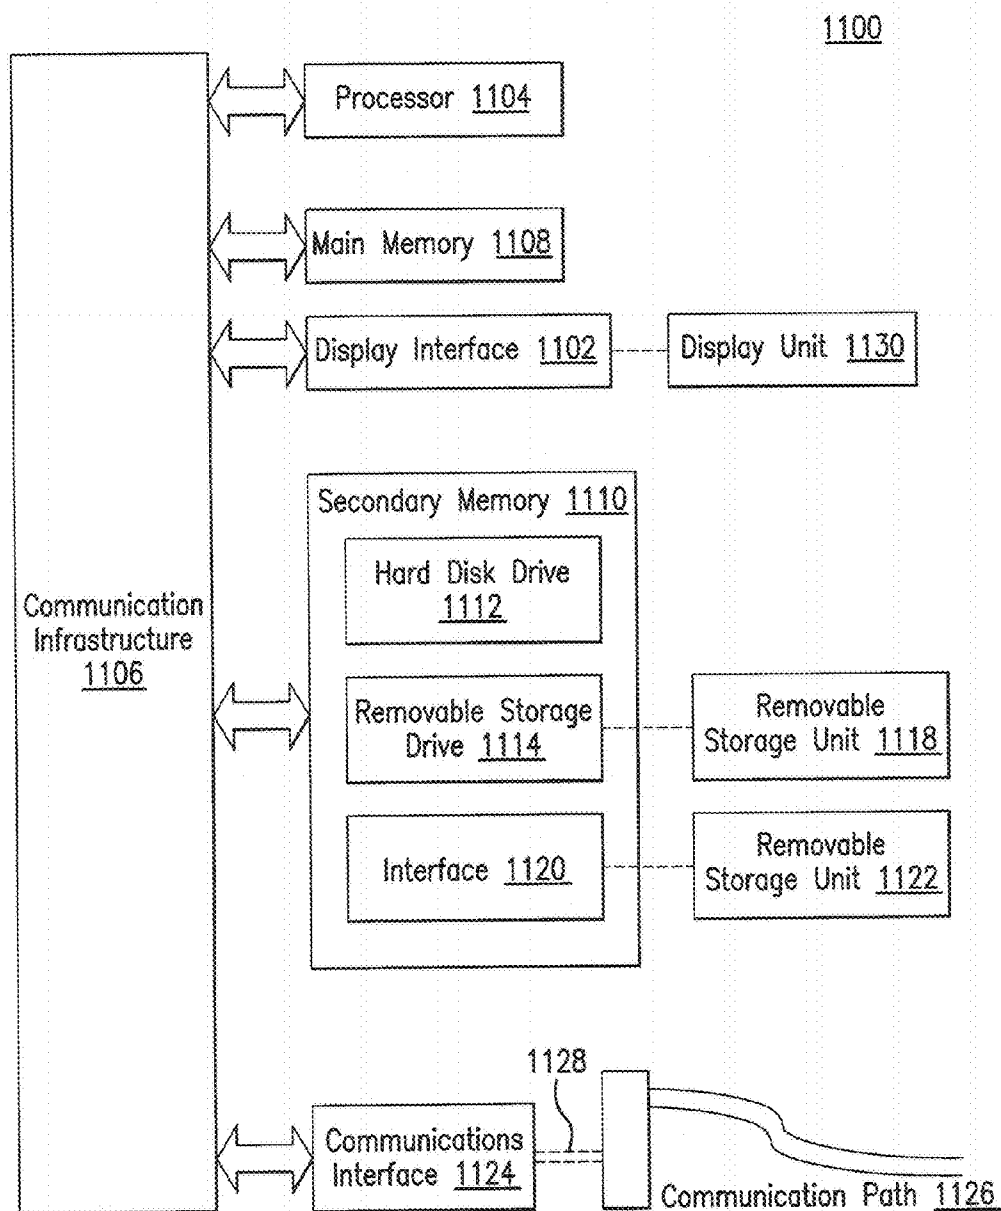 1100
Processor 1104
Main Memory 1108
Display Interface 1102
Display Unit 1130
Secondary Memory 1110
Hard Disk Drive
1112
Communication
Infrastructure
1106
Removable Storage
Drive 1114
Removable
Storage Unit 1118
Interface 1120
Removable
Storage Unit 1122
1128
Communications
Interface 1124
Communication Path 1126